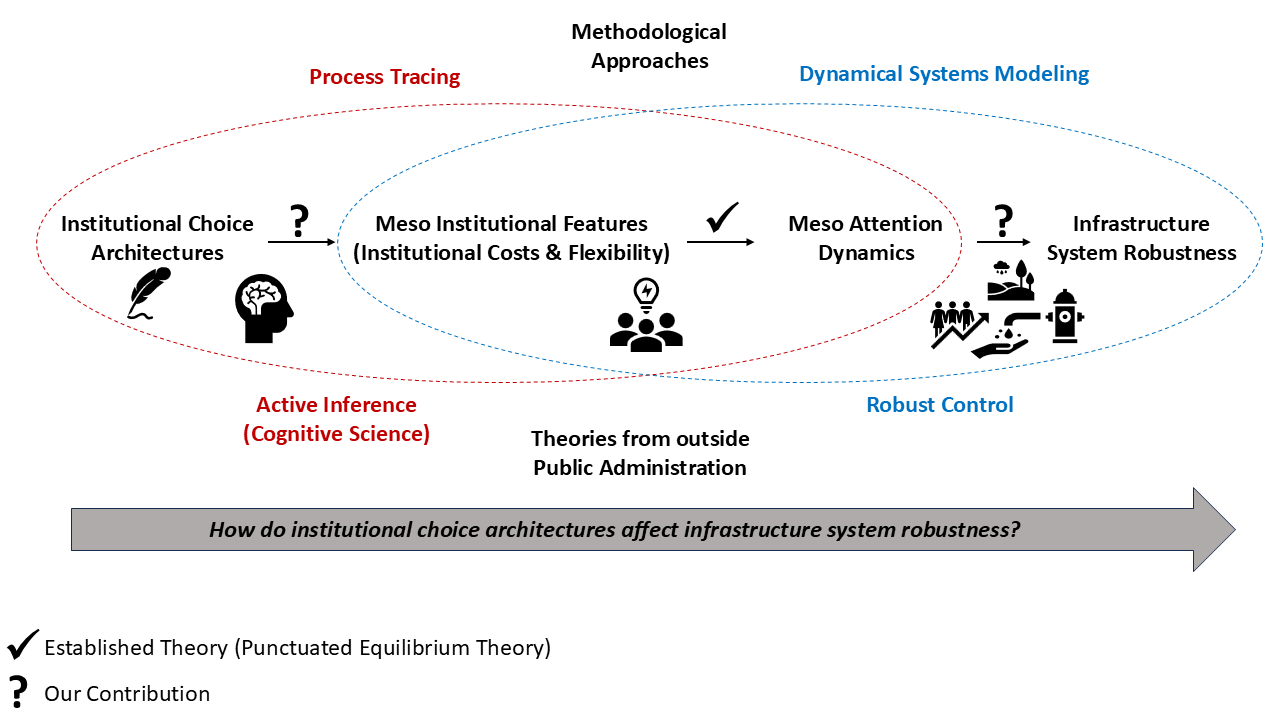 Methodological
Approaches
Process Tracing
Dynamical Systems Modeling
?
?
Institutional Choice
Architectures
Meso Institutional Features
(Institutional Costs & Flexibility)
Meso Attention
Dynamics
Infrastructure
System Robustness
Active Inference
(Cognitive Science)
Robust Control
Theories from outside
Public Administration
How do institutional choice architectures affect infrastructure system robustness?
Established Theory (Punctuated Equilibrium Theory)
? Our Contribution